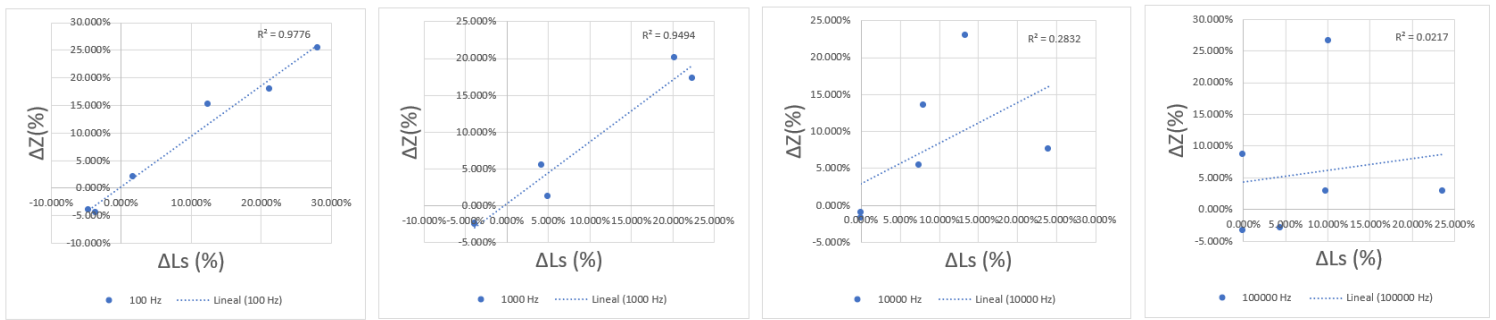 30.000%
R² = 0.9776
25.000%
20.000%
15.000%
10.000%
5.000%
0.000%
-10.000% 0.000% 10.000% 20.000% 30.000%
-5.000%
-10.000%
ΔZ(%)
ΔLs (%)
100 Hz Lineal (100 Hz)
25.000%
R² = 0.9494
20.000%
15.000%
10.000%
5.000%
0.000%
-10.000% -5.000% 0.000% 5.000% 10.000% 15.000% 20.000% 25.000%
-5.000%
ΔZ(%)
ΔLs (%)
1000 Hz Lineal (1000 Hz)
25.000%
R² = 0.2832
20.000%
15.000%
10.000%
5.000%
0.000%
0.000% 5.000% 10.000% 15.000% 20.000% 25.000% 30.000%
-5.000%
ΔZ(%)
ΔLs (%)
10000 Hz Lineal (10000 Hz)
30.000%
R² = 0.0217
25.000%
20.000%
15.000%
10.000%
5.000%
0.000%
0.000% 5.000% 10.000% 15.000% 20.000% 25.000%
-5.000%
ΔZ(%)
ΔLs (%)
100000 Hz Lineal (100000 Hz)